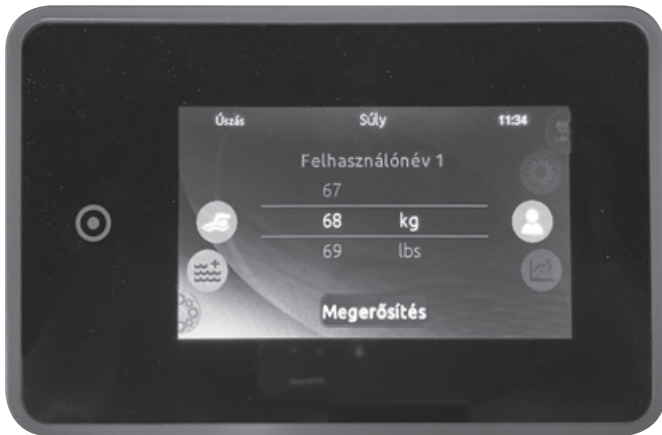 Úszás Súly 11:34
Felhasználónév 1
67
68 kg
69 lbs
Megerősítés